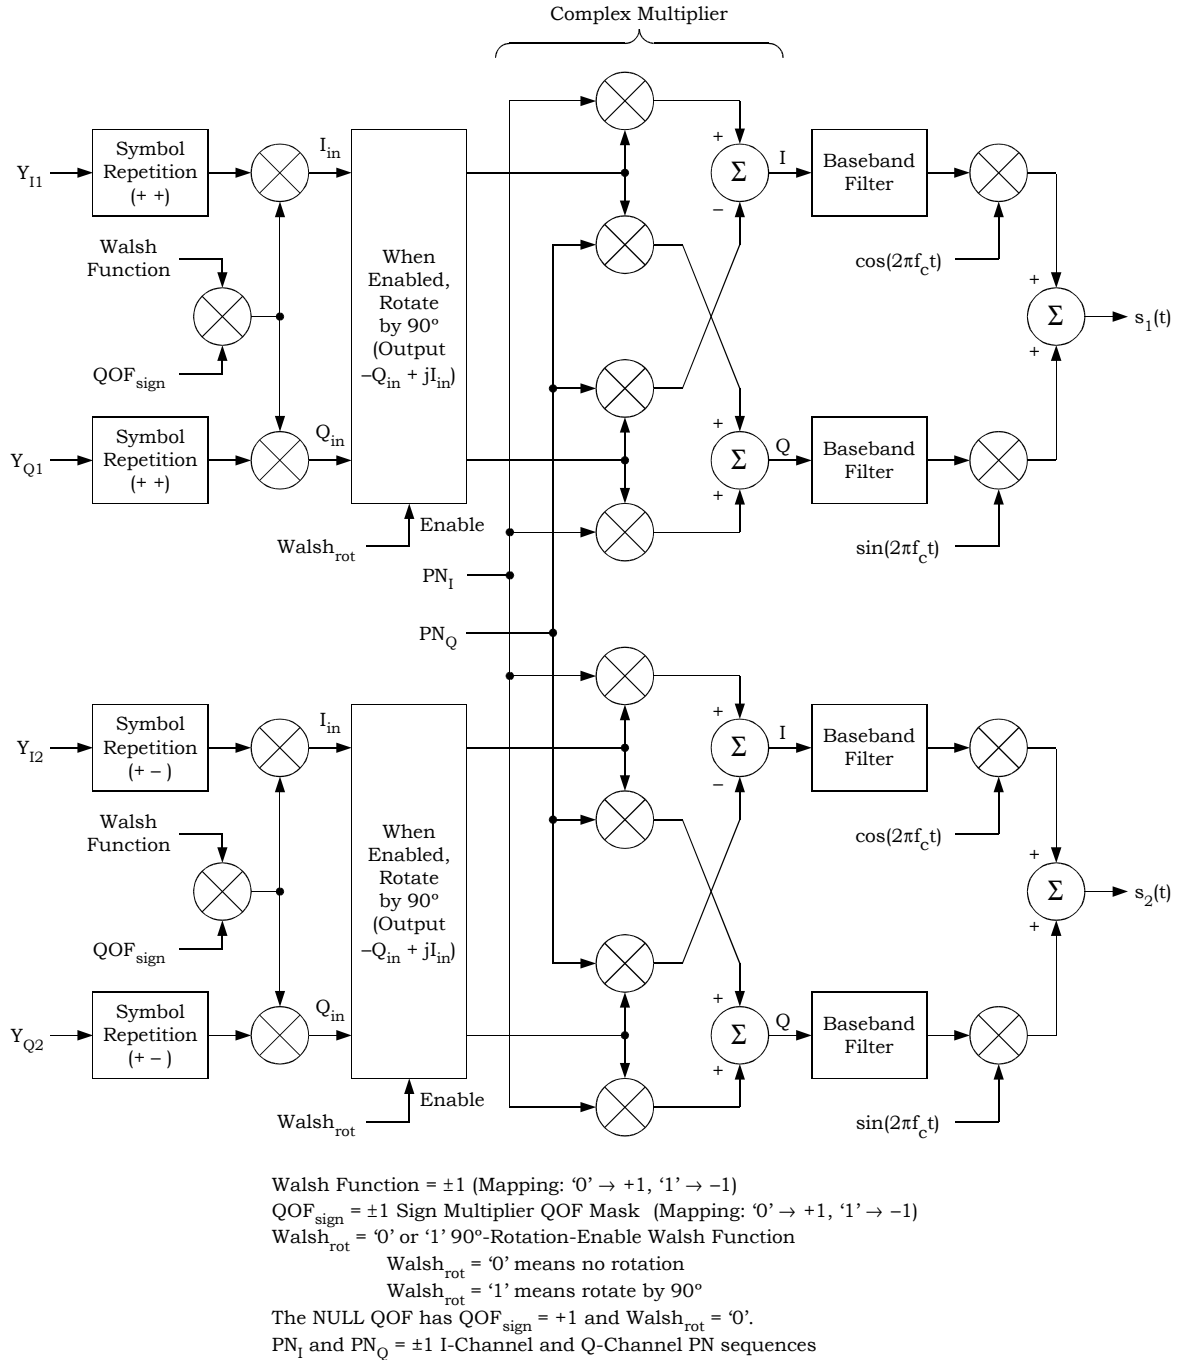 Complex Multiplier
Y_I1
Symbol
Repetition
(+ +)
I_in
Walsh
Function
QOF_sign
Y_Q1
Symbol
Repetition
(+ +)
Q_in
When
Enabled,
Rotate
by 90º
(Output
–Q_in + jI_in)
Walsh_rot
Enable
PN_I
PN_Q
+
Σ
–
I
Baseband
Filter
cos(2πf_ct)
+
Σ
+
Q
Baseband
Filter
sin(2πf_ct)
+
Σ
+
s_1(t)
Y_I2
Symbol
Repetition
(+ – )
I_in
Walsh
Function
QOF_sign
Y_Q2
Symbol
Repetition
(+ – )
Q_in
When
Enabled,
Rotate
by 90º
(Output
–Q_in + jI_in)
Walsh_rot
Enable
+
Σ
–
I
Baseband
Filter
cos(2πf_ct)
+
Σ
+
Q
Baseband
Filter
sin(2πf_ct)
+
Σ
+
s_2(t)
Walsh Function = ±1 (Mapping: ‘0’ → +1, ‘1’ → –1)
QOF_sign = ±1 Sign Multiplier QOF Mask (Mapping: ‘0’ → +1, ‘1’ → –1)
Walsh_rot = ‘0’ or ‘1’ 90º-Rotation-Enable Walsh Function
Walsh_rot = ‘0’ means no rotation
Walsh_rot = ‘1’ means rotate by 90º
The NULL QOF has QOF_sign = +1 and Walsh_rot = ‘0’.
PN_I and PN_Q = ±1 I-Channel and Q-Channel PN sequences